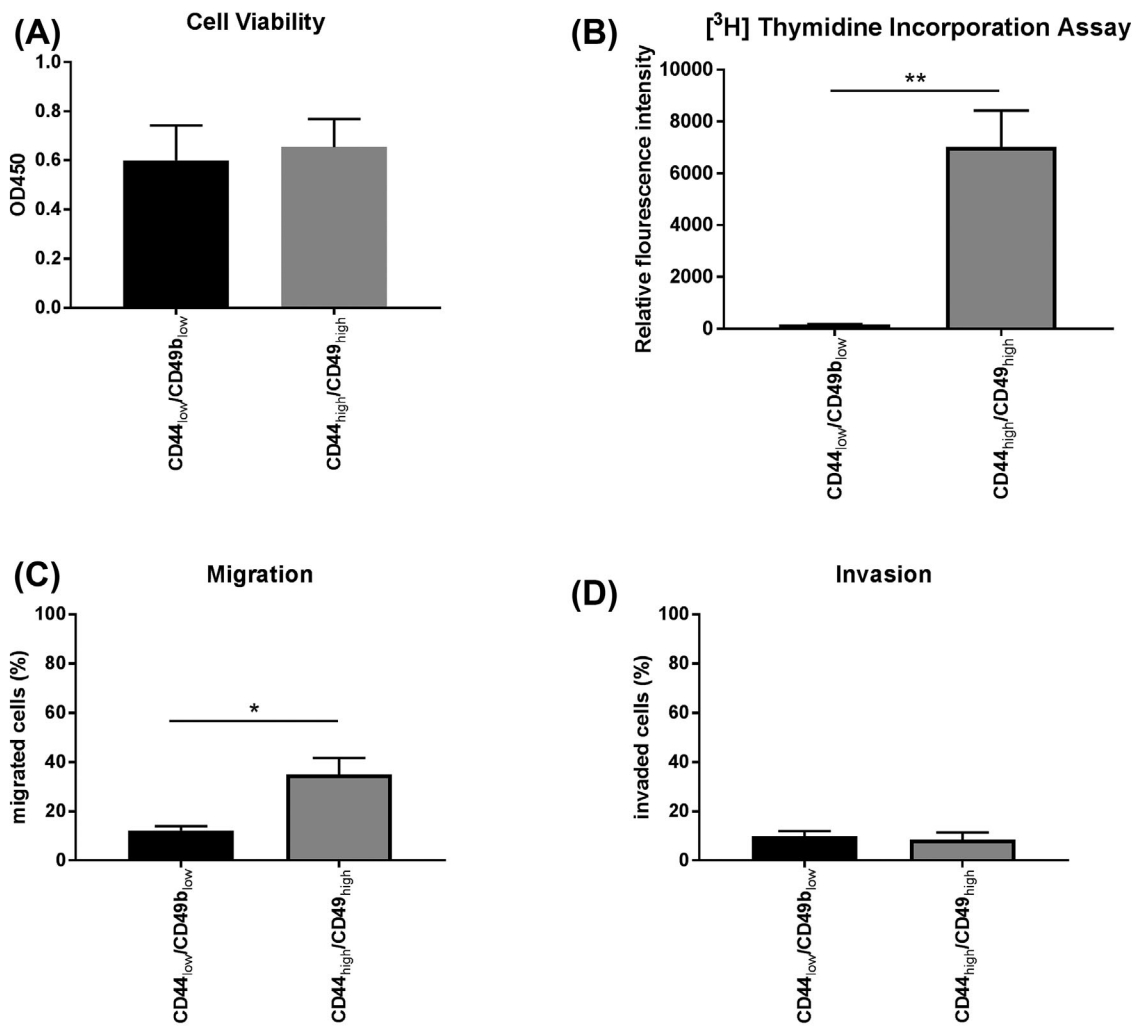 (A)
Cell Viability
1.0
0.8
0.6
0.4
0.2
0.0
OD450
CD44low/CD49blow
CD44high/CD49high
(B)
[³H] Thymidine Incorporation Assay
10000
8000
6000
4000
2000
0
Relative flourescence intensity
**
CD44low/CD49blow
CD44high/CD49high
(C)
Migration
100
80
60
40
20
0
migrated cells (%)
*
CD44low/CD49blow
CD44high/CD49high
(D)
Invasion
100
80
60
40
20
0
invaded cells (%)
CD44low/CD49blow
CD44high/CD49high